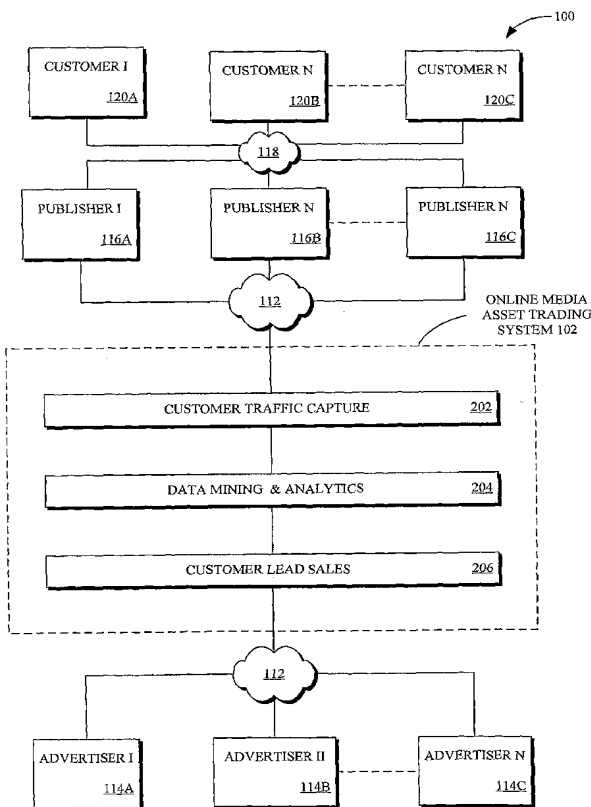 100
CUSTOMER I
120A
CUSTOMER N
120B
CUSTOMER N
120C
118
PUBLISHER I
116A
PUBLISHER N
116B
PUBLISHER N
116C
112
ONLINE MEDIA
ASSET TRADING
SYSTEM 102
CUSTOMER TRAFFIC CAPTURE 202
DATA MINING & ANALYTICS 204
CUSTOMER LEAD SALES 206
112
ADVERTISER I
114A
ADVERTISER II
114B
ADVERTISER N
114C